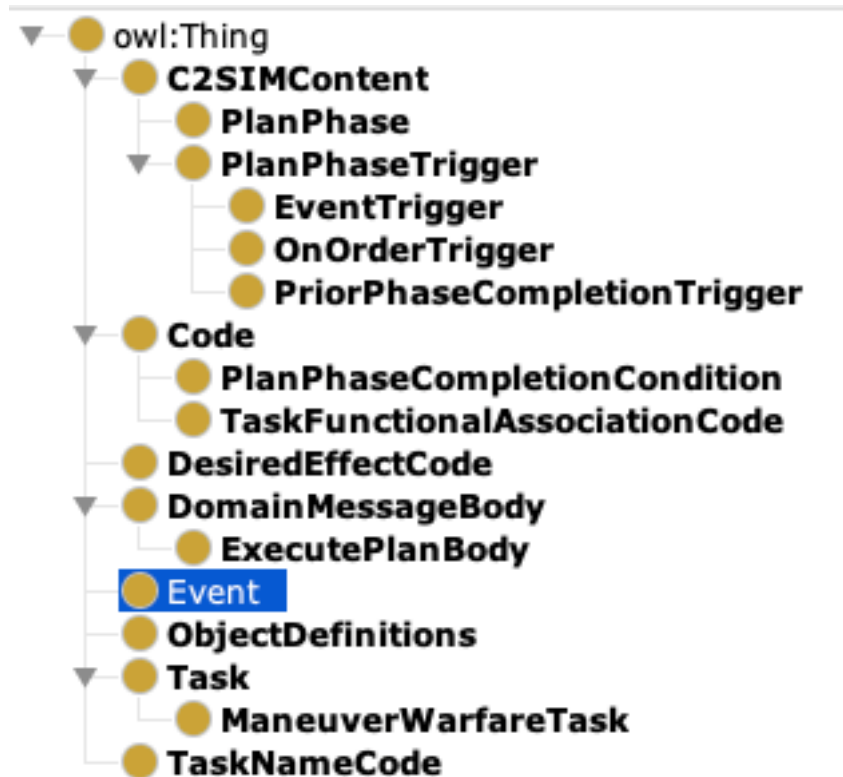 owl:Thing
C2SIMContent
PlanPhase
PlanPhaseTrigger
EventTrigger
OnOrderTrigger
PriorPhaseCompletionTrigger
Code
PlanPhaseCompletionCondition
TaskFunctionalAssociationCode
DesiredEffectCode
DomainMessageBody
ExecutePlanBody
Event
ObjectDefinitions
Task
ManeuverWarfareTask
TaskNameCode